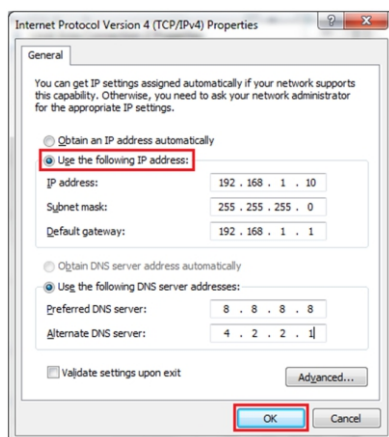 Internet Protocol Version 4 (TCP/IPv4) Properties
General
You can get IP settings assigned automatically if your network supports
this capability. Otherwise, you need to ask your network administrator
for the appropriate IP settings.
Obtain an IP address automatically
Use the following IP address:
IP address: 192 . 168 . 1 . 10
Subnet mask: 255 . 255 . 255 . 0
Default gateway: 192 . 168 . 1 . 1
Obtain DNS server address automatically
Use the following DNS server addresses:
Preferred DNS server: 8 . 8 . 8 . 8
Alternate DNS server: 4 . 2 . 2 . 1
Validate settings upon exit
Advanced...
OK Cancel